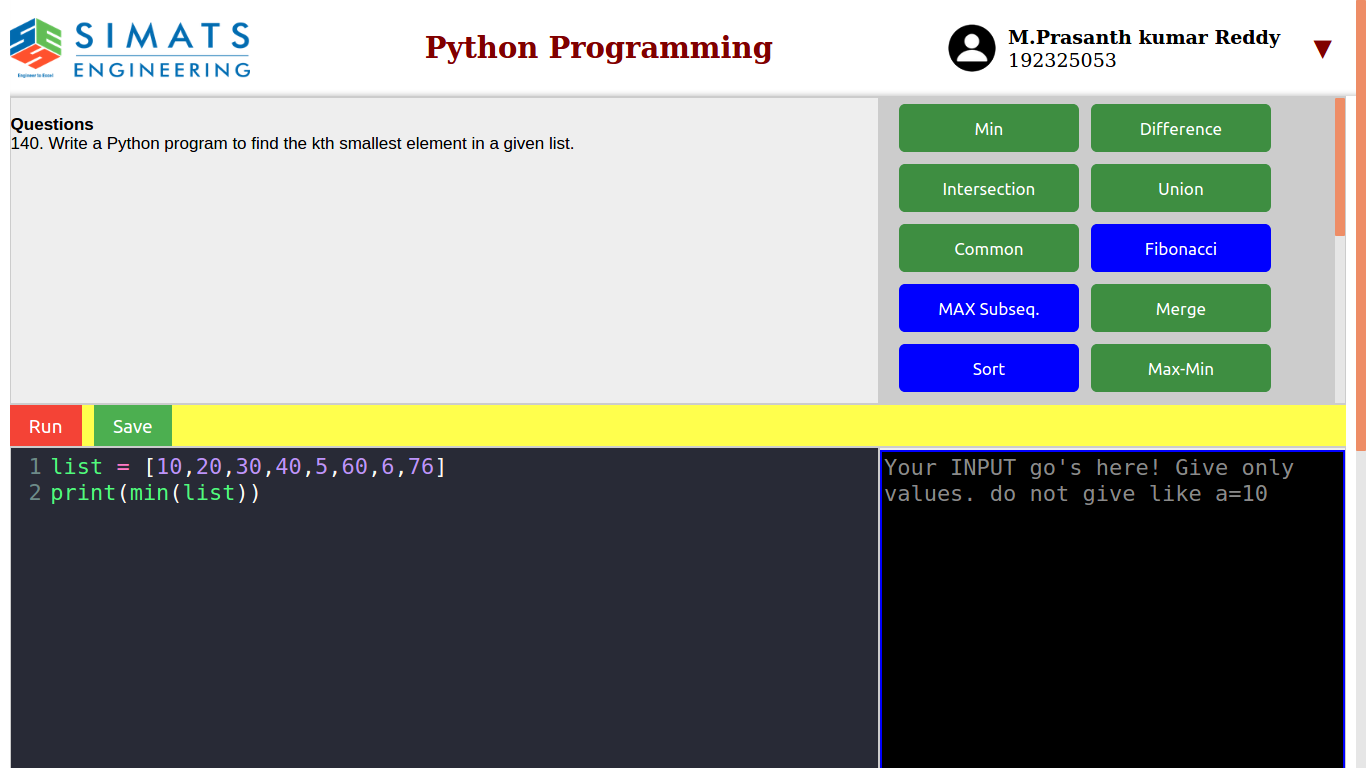 SIMATS
ENGINEERING
Engineer to Excel
Python Programming
M.Prasanth kumar Reddy
192325053
▼
Questions
140. Write a Python program to find the kth smallest element in a given list.
Min
Difference
Intersection
Union
Common
Fibonacci
MAX Subseq.
Merge
Sort
Max-Min
Run
Save
1 list = [10,20,30,40,5,60,6,76]
2 print(min(list))
Your INPUT go's here! Give only
values. do not give like a=10